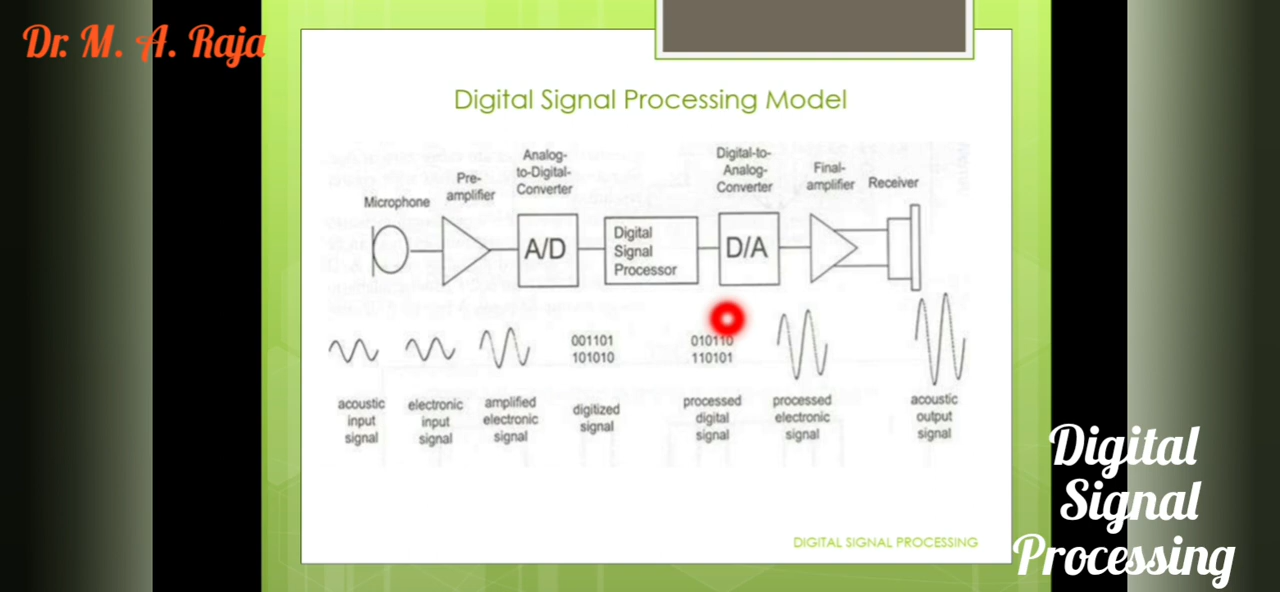 Dr. M. A. Raja
Digital Signal Processing Model
Microphone
Pre-
amplifier
Analog-
to-Digital-
Converter
Digital-to-
Analog-
Converter
Final-
amplifier
Receiver
A/D
Digital
Signal
Processor
D/A
001101
101010
010110
110101
acoustic
input
signal
electronic
input
signal
amplified
electronic
signal
digitized
signal
processed
digital
signal
processed
electronic
signal
acoustic
output
signal
DIGITAL SIGNAL PROCESSING
Digital
Signal
Processing